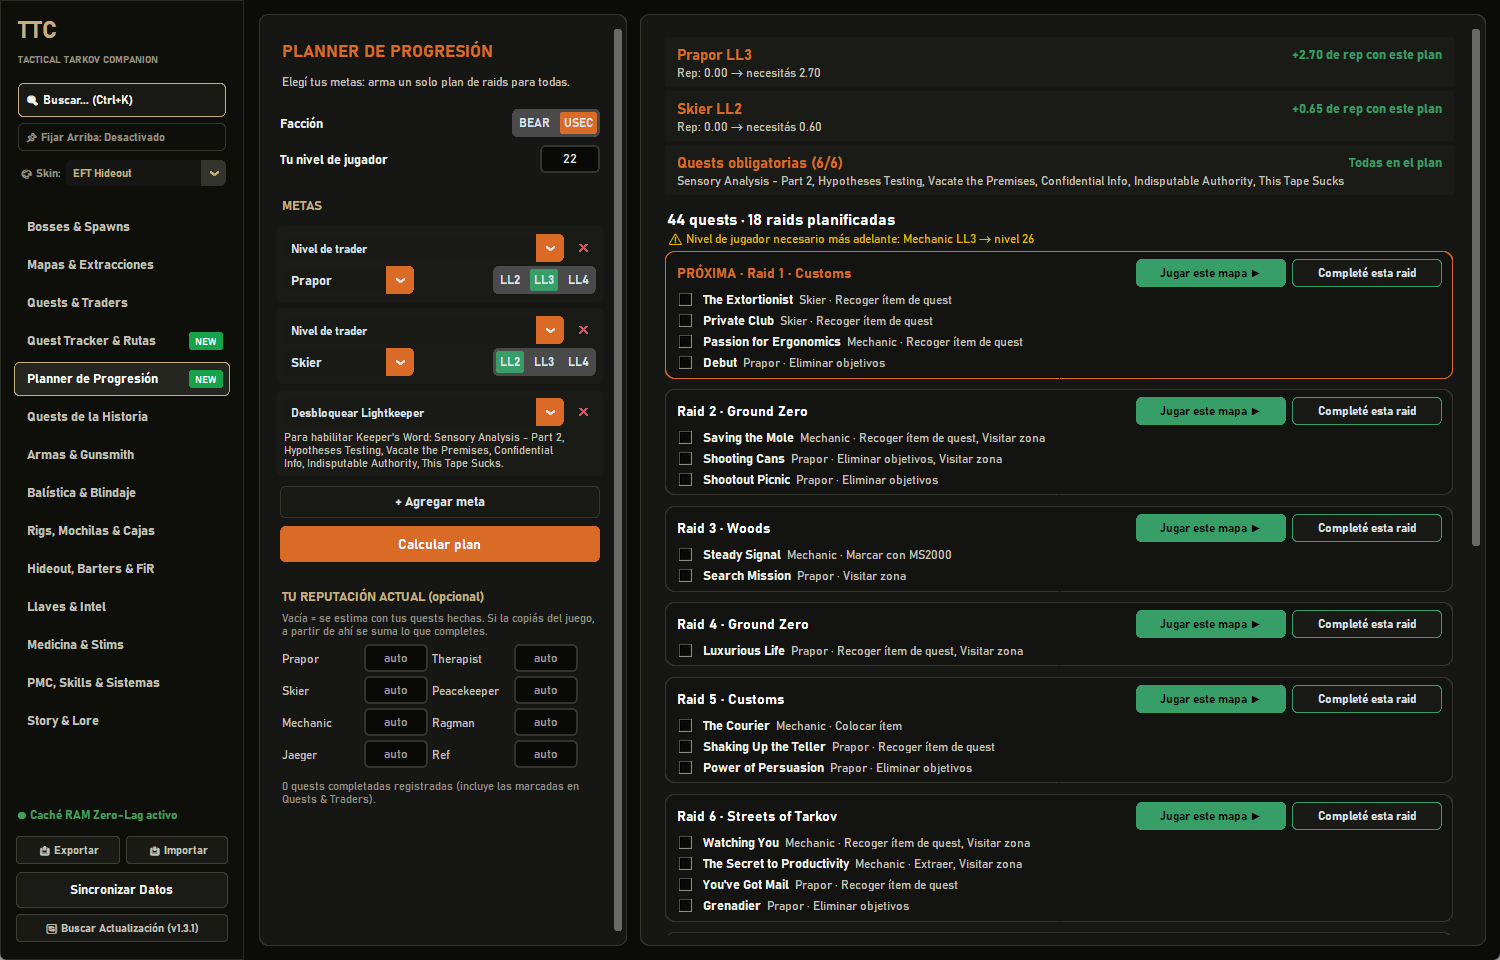 TTC
TACTICAL TARKOV COMPANION
Buscar... (Ctrl+K)
Fijar Arriba: Desactivado
Skin: EFT Hideout
Bosses & Spawns
Mapas & Extracciones
Quests & Traders
Quest Tracker & Rutas NEW
Planner de Progresión NEW
Quests de la Historia
Armas & Gunsmith
Balística & Blindaje
Rigs, Mochilas & Cajas
Hideout, Barters & FiR
Llaves & Intel
Medicina & Stims
PMC, Skills & Sistemas
Story & Lore
Caché RAM Zero-Lag activo
Exportar Importar
Sincronizar Datos
Buscar Actualización (v1.3.1)
PLANNER DE PROGRESIÓN
Elegí tus metas: arma un solo plan de raids para todas.
Facción BEAR USEC
Tu nivel de jugador 22
METAS
Nivel de trader
Prapor LL2 LL3 LL4
Nivel de trader
Skier LL2 LL3 LL4
Desbloquear Lightkeeper
Para habilitar Keeper's Word: Sensory Analysis - Part 2,
Hypotheses Testing, Vacate the Premises, Confidential
Info, Indisputable Authority, This Tape Sucks.
+ Agregar meta
Calcular plan
TU REPUTACIÓN ACTUAL (opcional)
Vacía = se estima con tus quests hechas. Si la copiás del juego,
a partir de ahí se suma lo que completes.
Prapor auto Therapist auto
Skier auto Peacekeeper auto
Mechanic auto Ragman auto
Jaeger auto Ref auto
0 quests completadas registradas (incluye las marcadas en
Quests & Traders).
Prapor LL3 +2.70 de rep con este plan
Rep: 0.00 → necesitás 2.70
Skier LL2 +0.65 de rep con este plan
Rep: 0.00 → necesitás 0.60
Quests obligatorias (6/6) Todas en el plan
Sensory Analysis - Part 2, Hypotheses Testing, Vacate the Premises, Confidential Info, Indisputable Authority, This Tape Sucks
44 quests · 18 raids planificadas
⚠ Nivel de jugador necesario más adelante: Mechanic LL3 → nivel 26
PRÓXIMA · Raid 1 · Customs Jugar este mapa ▶ Completé esta raid
The Extortionist Skier · Recoger ítem de quest
Private Club Skier · Recoger ítem de quest
Passion for Ergonomics Mechanic · Recoger ítem de quest
Debut Prapor · Eliminar objetivos
Raid 2 · Ground Zero Jugar este mapa ▶ Completé esta raid
Saving the Mole Mechanic · Recoger ítem de quest, Visitar zona
Shooting Cans Prapor · Eliminar objetivos, Visitar zona
Shootout Picnic Prapor · Eliminar objetivos
Raid 3 · Woods Jugar este mapa ▶ Completé esta raid
Steady Signal Mechanic · Marcar con MS2000
Search Mission Prapor · Visitar zona
Raid 4 · Ground Zero Jugar este mapa ▶ Completé esta raid
Luxurious Life Prapor · Recoger ítem de quest, Visitar zona
Raid 5 · Customs Jugar este mapa ▶ Completé esta raid
The Courier Mechanic · Colocar ítem
Shaking Up the Teller Prapor · Recoger ítem de quest
Power of Persuasion Prapor · Eliminar objetivos
Raid 6 · Streets of Tarkov Jugar este mapa ▶ Completé esta raid
Watching You Mechanic · Recoger ítem de quest, Visitar zona
The Secret to Productivity Mechanic · Extraer, Visitar zona
You've Got Mail Prapor · Recoger ítem de quest
Grenadier Prapor · Eliminar objetivos